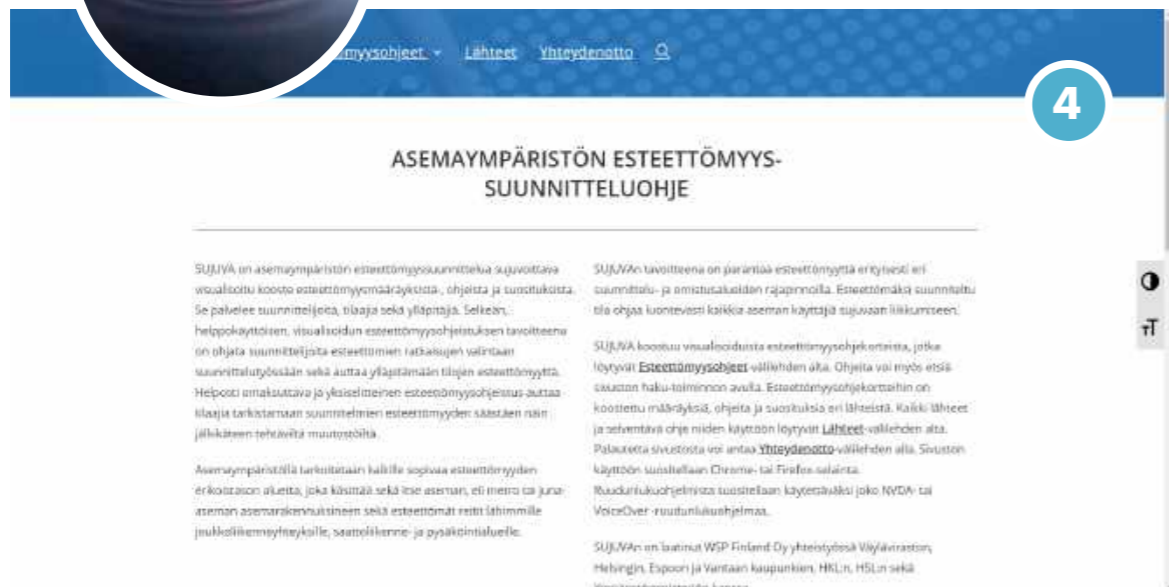 myysohjeet Lähteet Yhteydenotto
4
ASEMAYMPÄRISTÖN ESTEETTÖMYYS-
SUUNNITTELUOHJE
SUJUVA on asemaympäristön esteettömyyssuunnittelua sujuvoittava
visualisoitu kooste esteettömyysmääräyksistä-, ohjeista ja suosituksista.
Se palvelee suunnittelijoita, tilaajia sekä ylläpitäjiä. Selkeän,
helppokäyttöisen, visualisoidun esteettömyysohjeistuksen tavoitteena
on ohjata suunnittelijoita esteettömien ratkaisujen valintaan
suunnittelutyössään sekä auttaa ylläpitämään tilojen esteettömyyttä.
Helposti omaksuttava ja yksiselitteinen esteettömyysohjeistus auttaa
tilaajia tarkistamaan suunnitelmien esteettömyyden säästäen näin
jälkikäteen tehtäviltä muutostöiltä.
Asemaympäristöllä tarkoitetaan kaikille sopivaa esteettömyyden
erikoistason aluetta, joka käsittää sekä itse aseman, eli metro tai juna-
aseman asemarakennuksineen sekä esteettömät reitit lähimmille
joukkoliikenneyhteyksille, saattoliikenne- ja pysäköintialueille.
SUJUVAn tavoitteena on parantaa esteettömyyttä erityisesti eri
suunnittelu- ja omistusalueiden rajapinnoilla. Esteettömäksi suunniteltu
tila ohjaa luontevasti kaikkia aseman käyttäjiä sujuvaan liikkumiseen.
SUJUVA koostuu visualisoiduista esteettömyysohjekorteista, jotka
löytyvät Esteettömyysohjeet-välilehden alta. Ohjeita voi myös etsiä
sivuston haku-toiminnon avulla. Esteettömyysohjekortteihin on
koostettu määräyksiä, ohjeita ja suosituksia eri lähteistä. Kaikki lähteet
ja selventävä ohje niiden käyttöön löytyvät Lähteet-välilehden alta.
Palautetta sivustosta voi antaa Yhteydenotto-välilehden alla. Sivuston
käyttöön suositellaan Chrome- tai Firefox-selainta.
Ruudunlukuohjelmista suositellaan käytettäväksi joko NVDA- tai
VoiceOver -ruudunlukuohjelmaa.
SUJUVAn on laatinut WSP Finland Oy yhteistyössä Väyläviraston,
Helsingin, Espoon ja Vantaan kaupunkien, HKL:n, HSL:n sekä